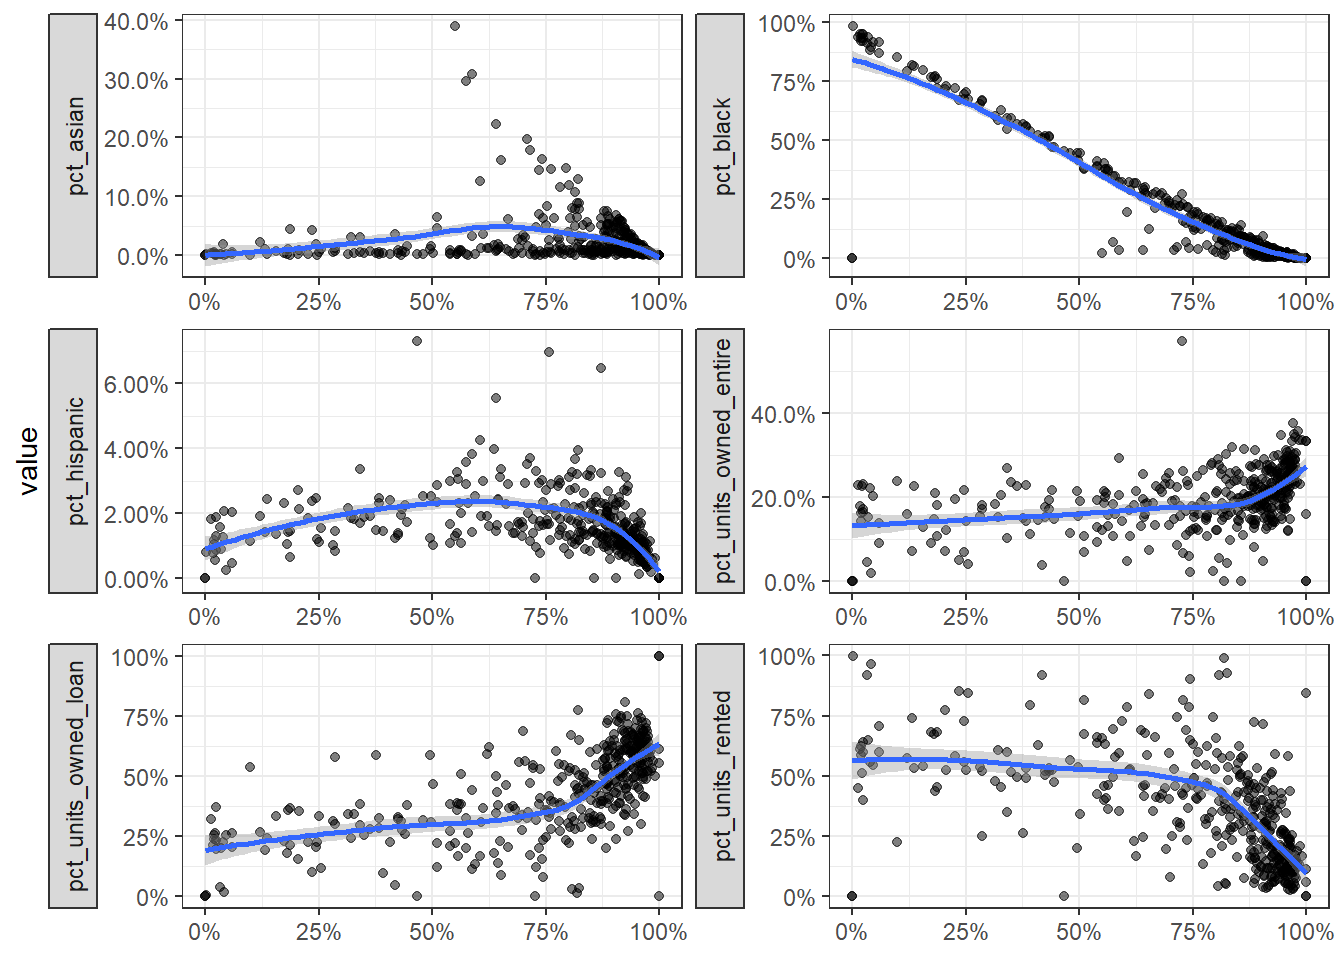 value
pct_asian
40.0%
30.0%
20.0%
10.0%
0.0%
0% 25% 50% 75% 100%
pct_black
100%
75%
50%
25%
0%
0% 25% 50% 75% 100%
pct_hispanic
6.00%
4.00%
2.00%
0.00%
0% 25% 50% 75% 100%
pct_units_owned_entire
40.0%
20.0%
0.0%
0% 25% 50% 75% 100%
pct_units_owned_loan
100%
75%
50%
25%
0%
0% 25% 50% 75% 100%
pct_units_rented
100%
75%
50%
25%
0%
0% 25% 50% 75% 100%